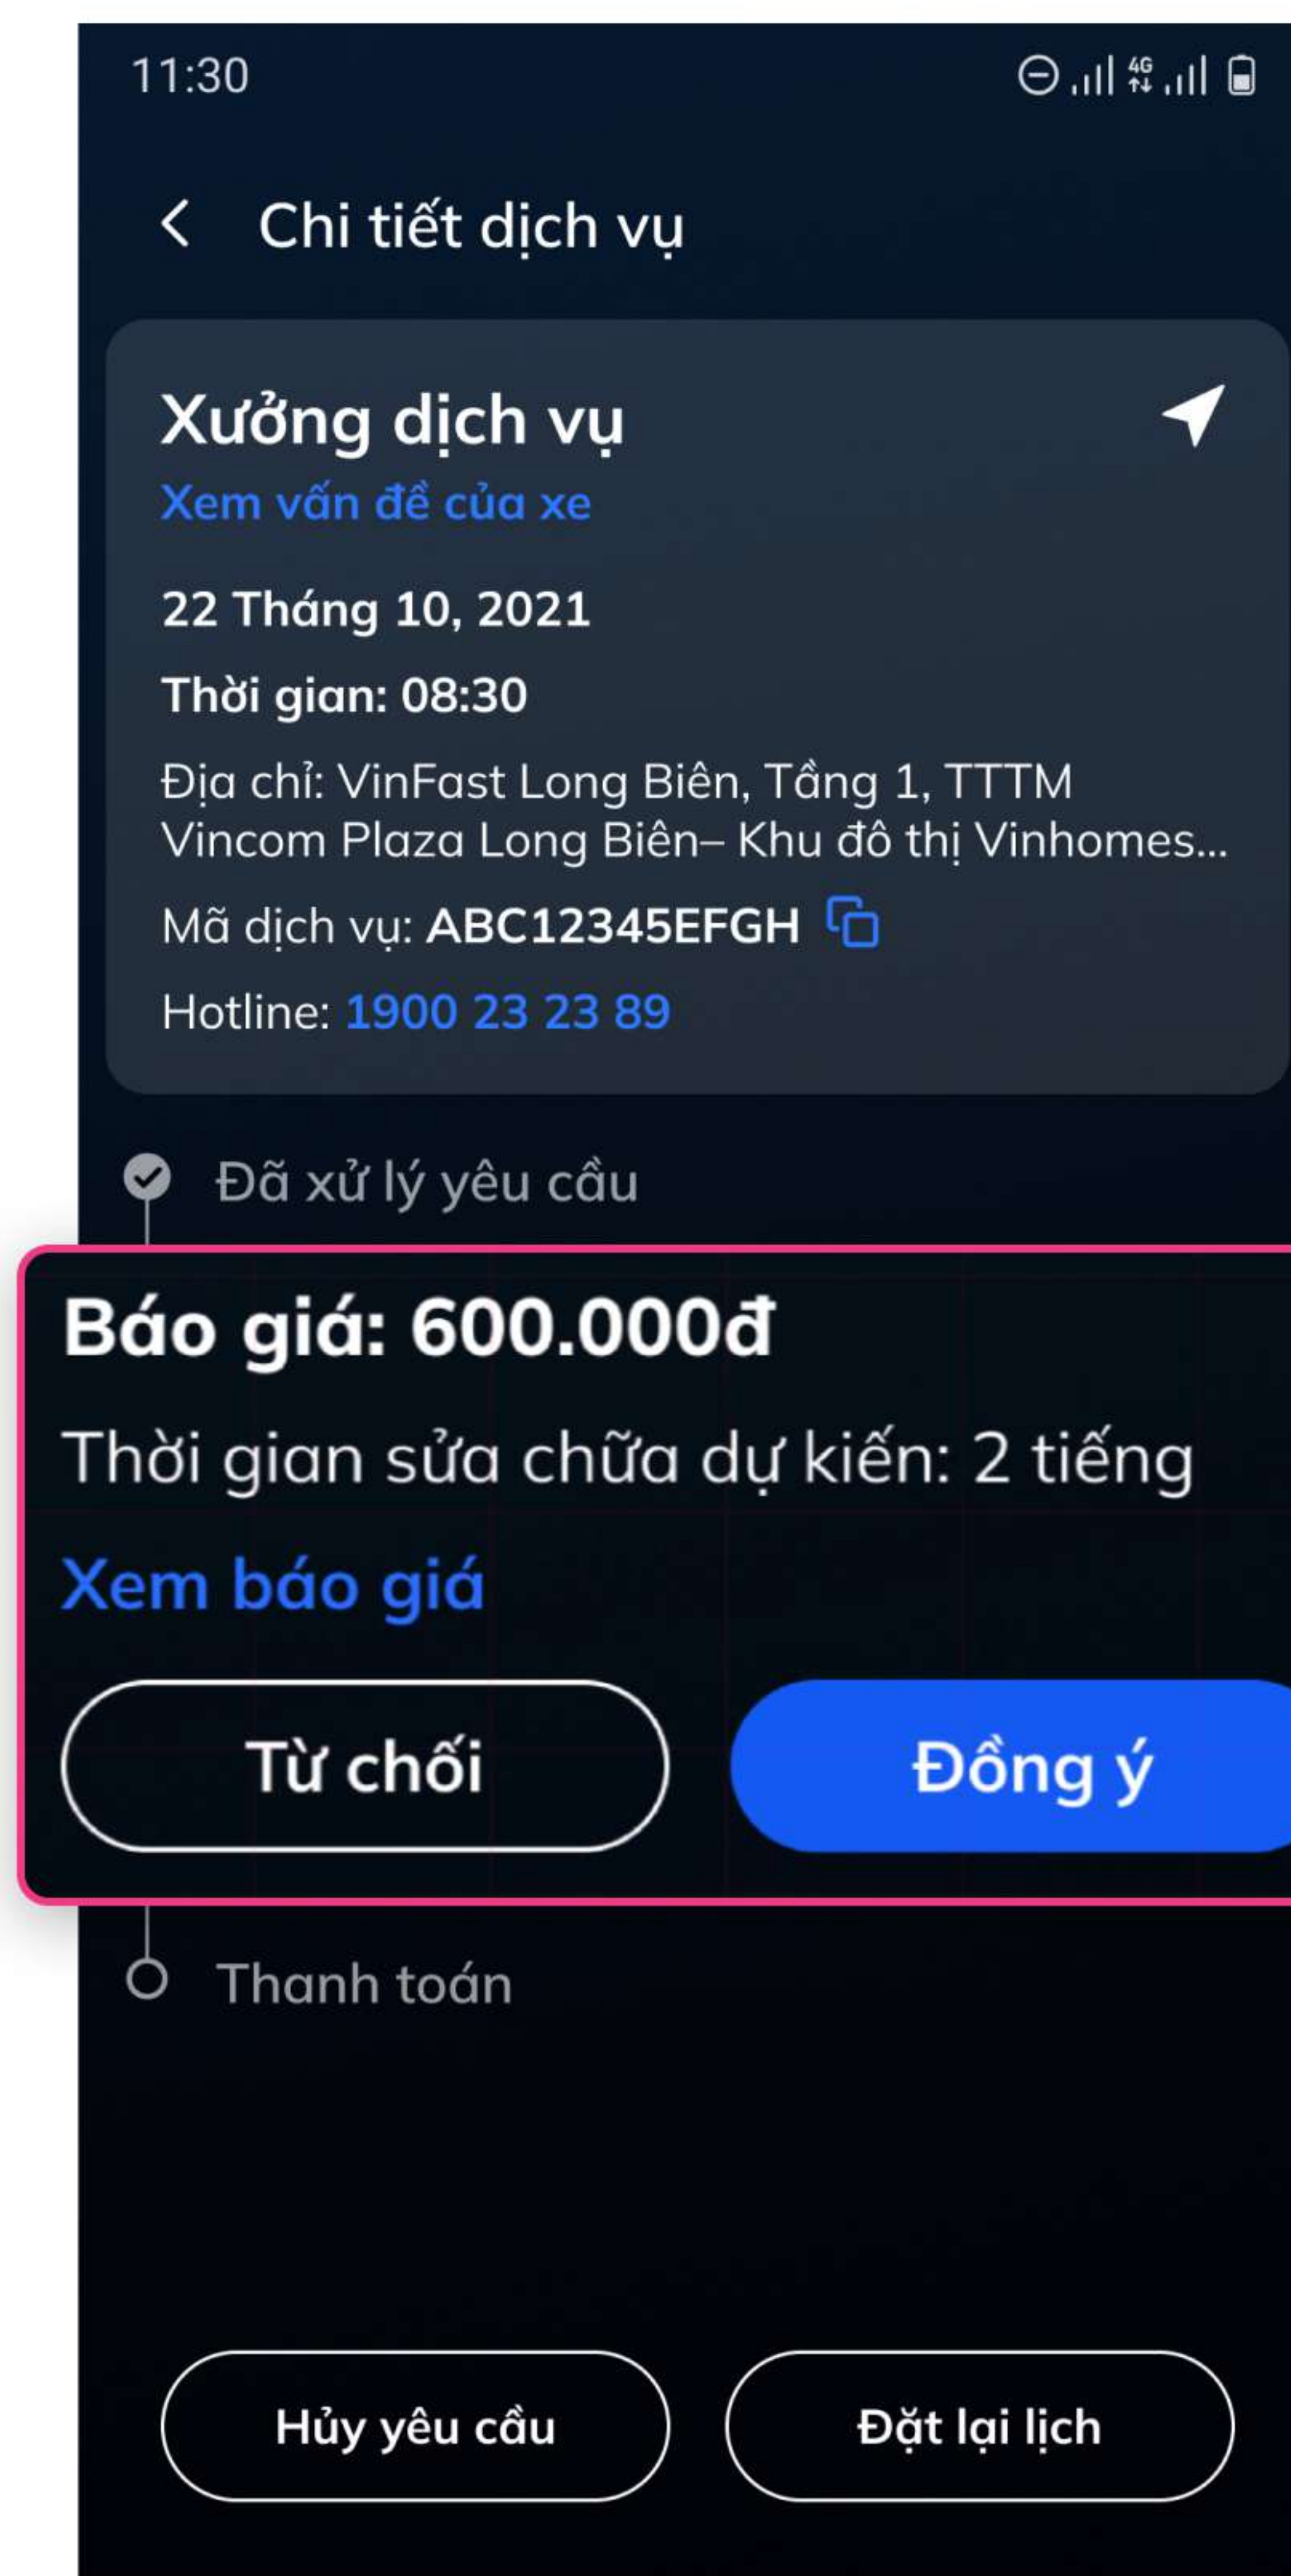 11:30
4G
Chi tiết dịch vụ
Xưởng dịch vụ
Xem vấn đề của xe
22 Tháng 10, 2021
Thời gian: 08:30
Địa chỉ: VinFast Long Biên, Tầng 1, TTTM
Vincom Plaza Long Biên– Khu đô thị Vinhomes...
Mã dịch vụ: ABC12345EFGH
Hotline: 1900 23 23 89
Đã xử lý yêu cầu
Báo giá: 600.000đ
Thời gian sửa chữa dự kiến: 2 tiếng
Xem báo giá
Từ chối
Đồng ý
Thanh toán
Hủy yêu cầu
Đặt lại lịch